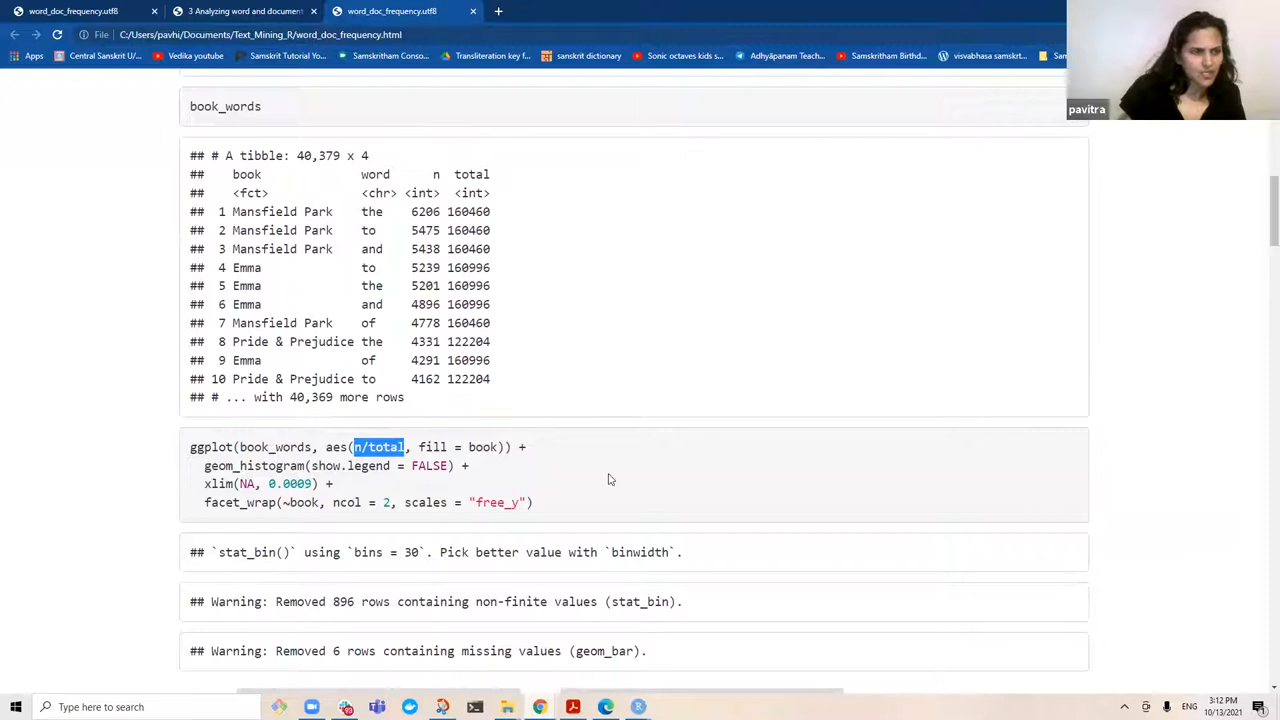 word_doc_frequency.utf8
3 Analyzing word and document
word_doc_frequency.utf8
File
C:/Users/pavhi/Documents/Text_Mining_R/word_doc_frequency.html
Apps
Central Sanskrit U...
Vedika youtube
Sanskrit Tutorial Yo...
Samskritham Conso...
Transliteration key f...
sanskrit dictionary
Sonic octaves kids s...
Adhyāpanam Teach...
Samskritam Birthd...
visvabhasa samskrt...
pavitra
book_words
## # A tibble: 40,379 x 4
## book word n total
## <fct> <chr> <int> <int>
## 1 Mansfield Park the 6206 160460
## 2 Mansfield Park to 5475 160460
## 3 Mansfield Park and 5438 160460
## 4 Emma to 5239 160996
## 5 Emma the 5201 160996
## 6 Emma and 4896 160996
## 7 Mansfield Park of 4778 160460
## 8 Pride & Prejudice the 4331 122204
## 9 Emma of 4291 160996
## 10 Pride & Prejudice to 4162 122204
## # ... with 40,369 more rows
ggplot(book_words, aes(n/total, fill = book)) +
geom_histogram(show.legend = FALSE) +
xlim(NA, 0.0009) +
facet_wrap(~book, ncol = 2, scales = "free_y")
## `stat_bin()` using `bins = 30`. Pick better value with `binwidth`.
## Warning: Removed 896 rows containing non-finite values (stat_bin).
## Warning: Removed 6 rows containing missing values (geom_bar).
Type here to search
ENG
3:12 PM
10/13/2021